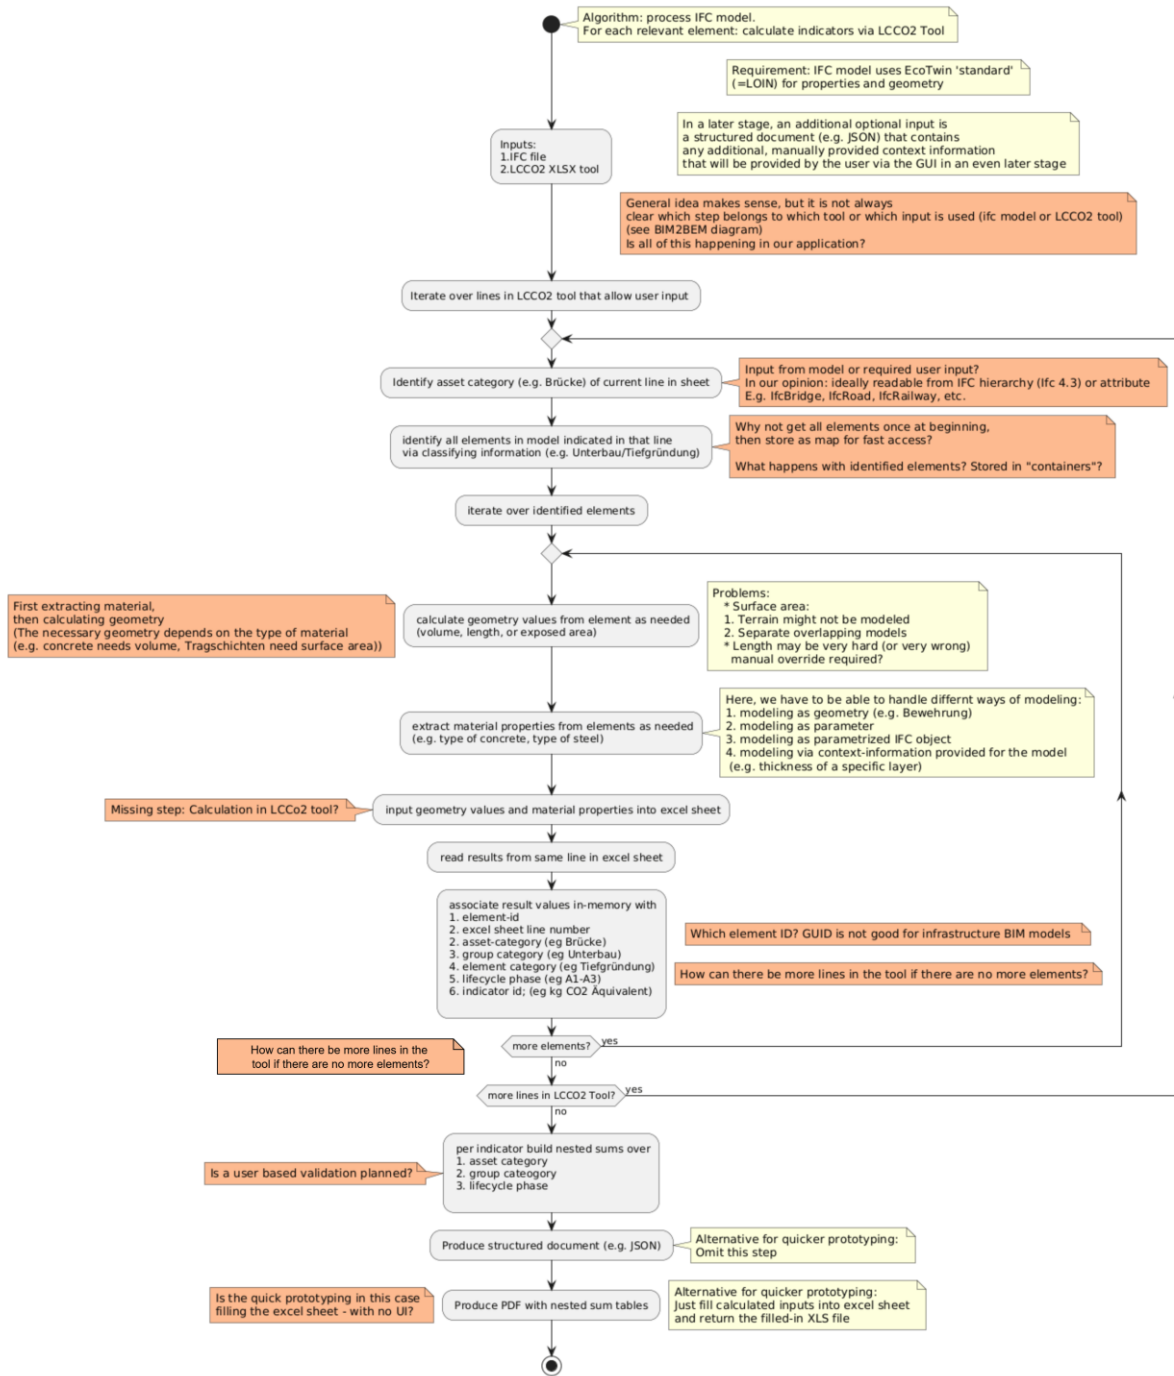 Algorithm: process IFC model.
For each relevant element: calculate indicators via LCCO2 Tool
Requirement: IFC model uses EcoTwin 'standard'
(=LOIN) for properties and geometry
In a later stage, an additional optional input is
a structured document (e.g. JSON) that contains
any additional, manually provided context information
that will be provided by the user via the GUI in an even later stage
Inputs:
1.IFC file
2.LCCO2 XLSX tool
General idea makes sense, but it is not always
clear which step belongs to which tool or which input is used (ifc model or LCCO2 tool)
(see BIM2BEM diagram)
Is all of this happening in our application?
Iterate over lines in LCCO2 tool that allow user input
Identify asset category (e.g. Brücke) of current line in sheet
Input from model or required user input?
In our opinion: ideally readable from IFC hierarchy (Ifc 4.3) or attribute
E.g. IfcBridge, IfcRoad, IfcRailway, etc.
identify all elements in model indicated in that line
via classifying information (e.g. Unterbau/Tiefgründung)
Why not get all elements once at beginning,
then store as map for fast access?
What happens with identified elements? Stored in "containers"?
iterate over identified elements
First extracting material,
then calculating geometry
(The necessary geometry depends on the type of material
(e.g. concrete needs volume, Tragschichten need surface area))
calculate geometry values from element as needed
(volume, length, or exposed area)
Problems:
* Surface area:
1. Terrain might not be modeled
2. Separate overlapping models
* Length may be very hard (or very wrong)
manual override required?
extract material properties from elements as needed
(e.g. type of concrete, type of steel)
Here, we have to be able to handle differnt ways of modeling:
1. modeling as geometry (e.g. Bewehrung)
2. modeling as parameter
3. modeling as parametrized IFC object
4. modeling via context-information provided for the model
(e.g. thickness of a specific layer)
Missing step: Calculation in LCCo2 tool?
input geometry values and material properties into excel sheet
read results from same line in excel sheet
associate result values in-memory with
1. element-id
2. excel sheet line number
2. asset-category (eg Brücke)
3. group category (eg Unterbau)
4. element category (eg Tiefgründung)
5. lifecycle phase (eg A1-A3)
6. indicator id; (eg kg CO2 Äquivalent)
Which element ID? GUID is not good for infrastructure BIM models
How can there be more lines in the tool if there are no more elements?
How can there be more lines in the
tool if there are no more elements?
more elements?
yes
no
more lines in LCCO2 Tool?
yes
no
Is a user based validation planned?
per indicator build nested sums over
1. asset category
2. group cateogory
3. lifecycle phase
Produce structured document (e.g. JSON)
Alternative for quicker prototyping:
Omit this step
Is the quick prototyping in this case
filling the excel sheet - with no UI?
Produce PDF with nested sum tables
Alternative for quicker prototyping:
Just fill calculated inputs into excel sheet
and return the filled-in XLS file